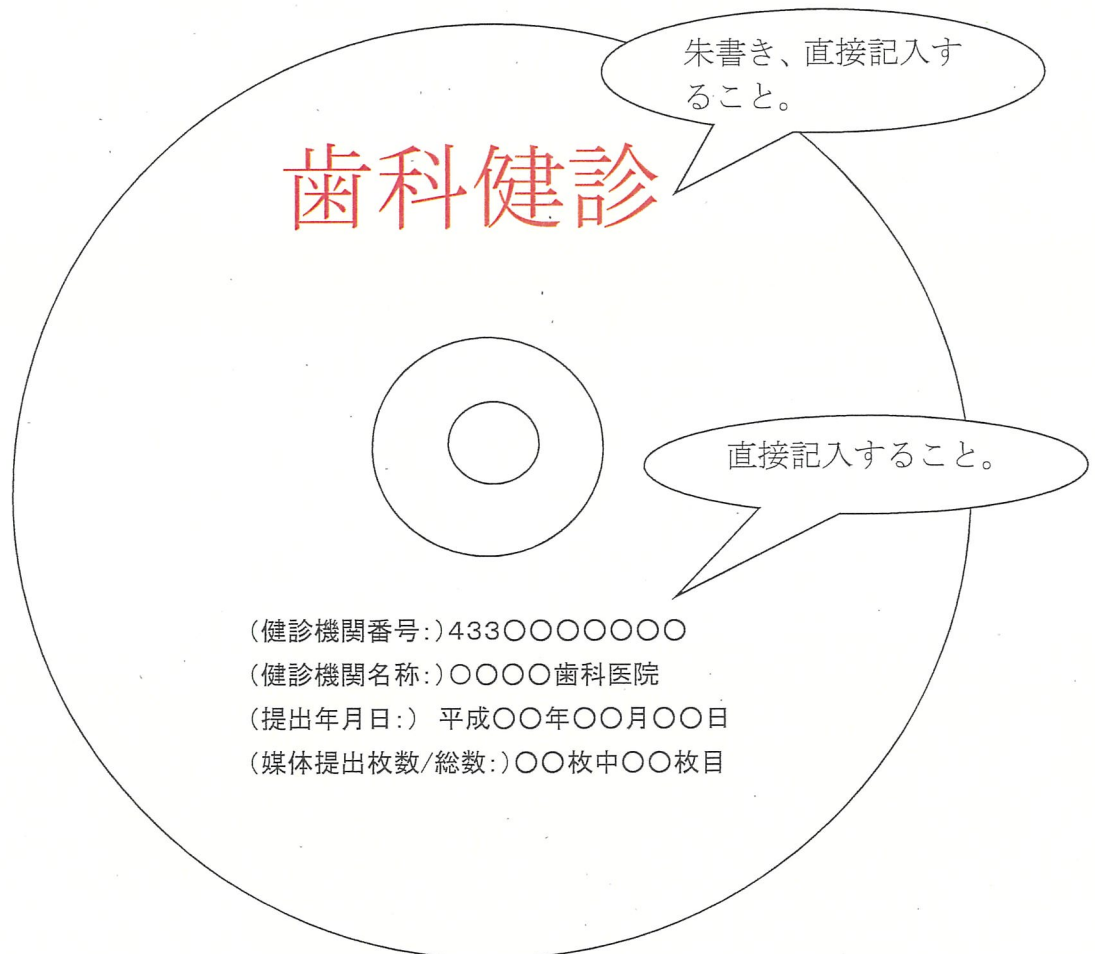 朱書き、直接記入す
ること。
歯科健診
直接記入すること。
(健診機関番号:)433〇〇〇〇〇〇〇
(健診機関名称:)〇〇〇〇歯科医院
(提出年月日:) 平成〇〇年〇〇月〇〇日
(媒体提出枚数/総数:)〇〇枚中〇〇枚目